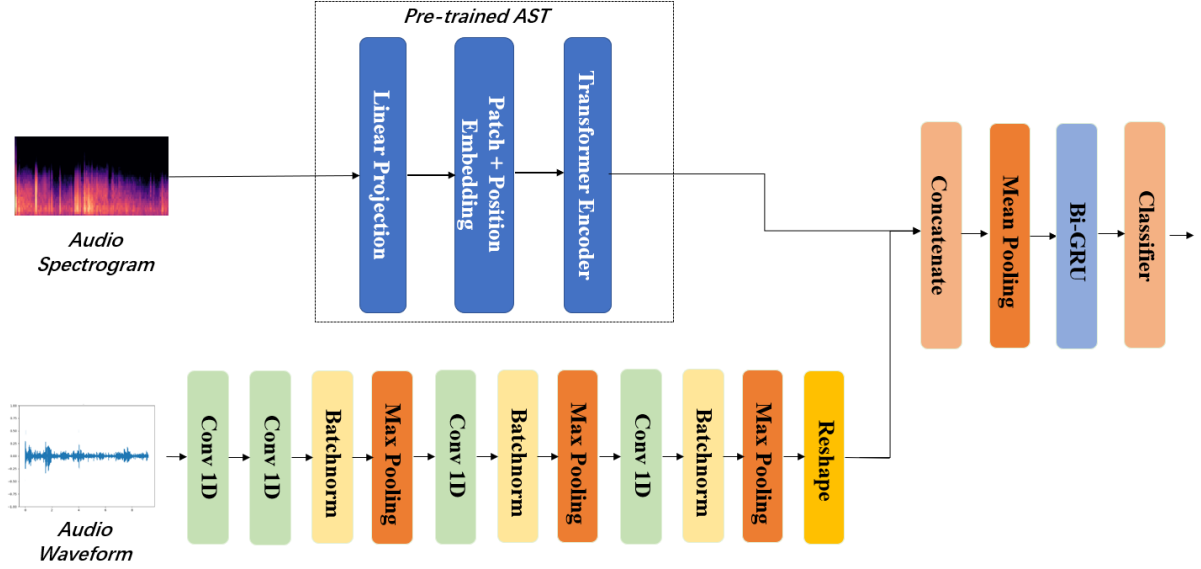 Pre-trained AST
Linear Projection
Patch + Position
Embedding
Transformer Encoder
Audio
Spectrogram
Concatenate
Mean Pooling
Bi-GRU
Classifier
Conv 1D
Conv 1D
Batchnorm
Max Pooling
Conv 1D
Batchnorm
Max Pooling
Conv 1D
Batchnorm
Max Pooling
Reshape
Audio
Waveform